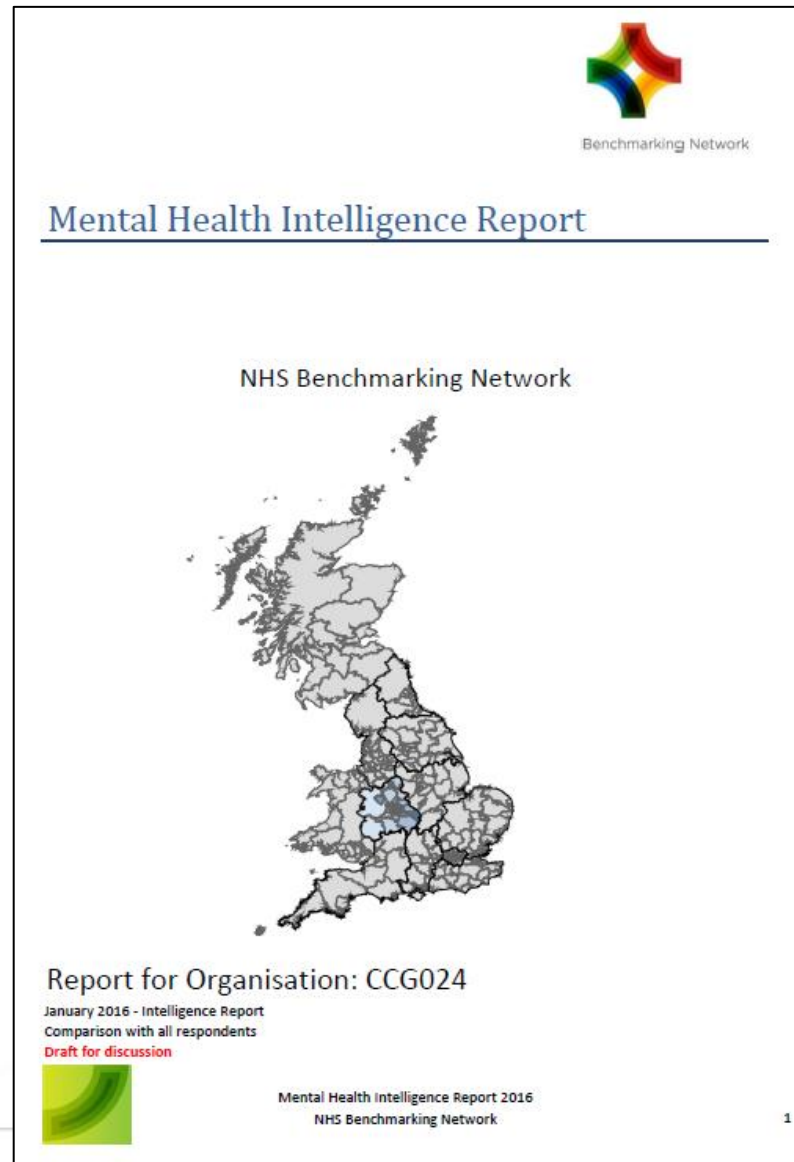 Benchmarking Network
Mental Health Intelligence Report
NHS Benchmarking Network
Report for Organisation: CCG024
January 2016 - Intelligence Report
Comparison with all respondents
Draft for discussion
Mental Health Intelligence Report 2016
NHS Benchmarking Network
1